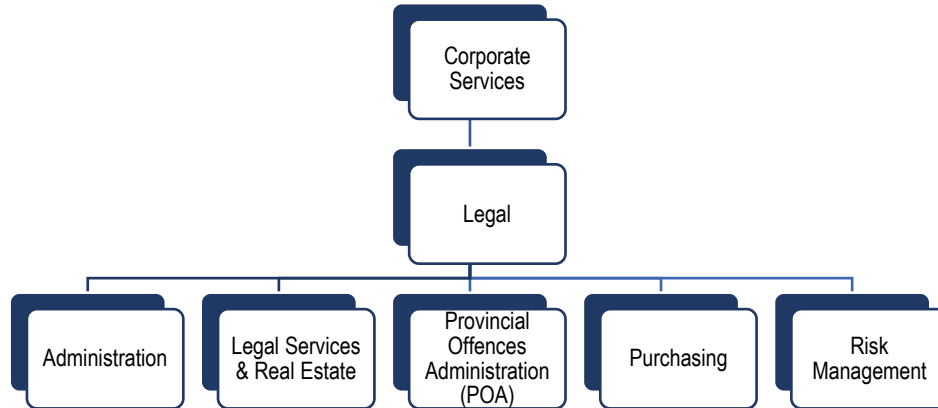 Corporate
Services
Legal
Administration
Legal Services
& Real Estate
Provincial
Offences
Administration
(POA)
Purchasing
Risk
Management